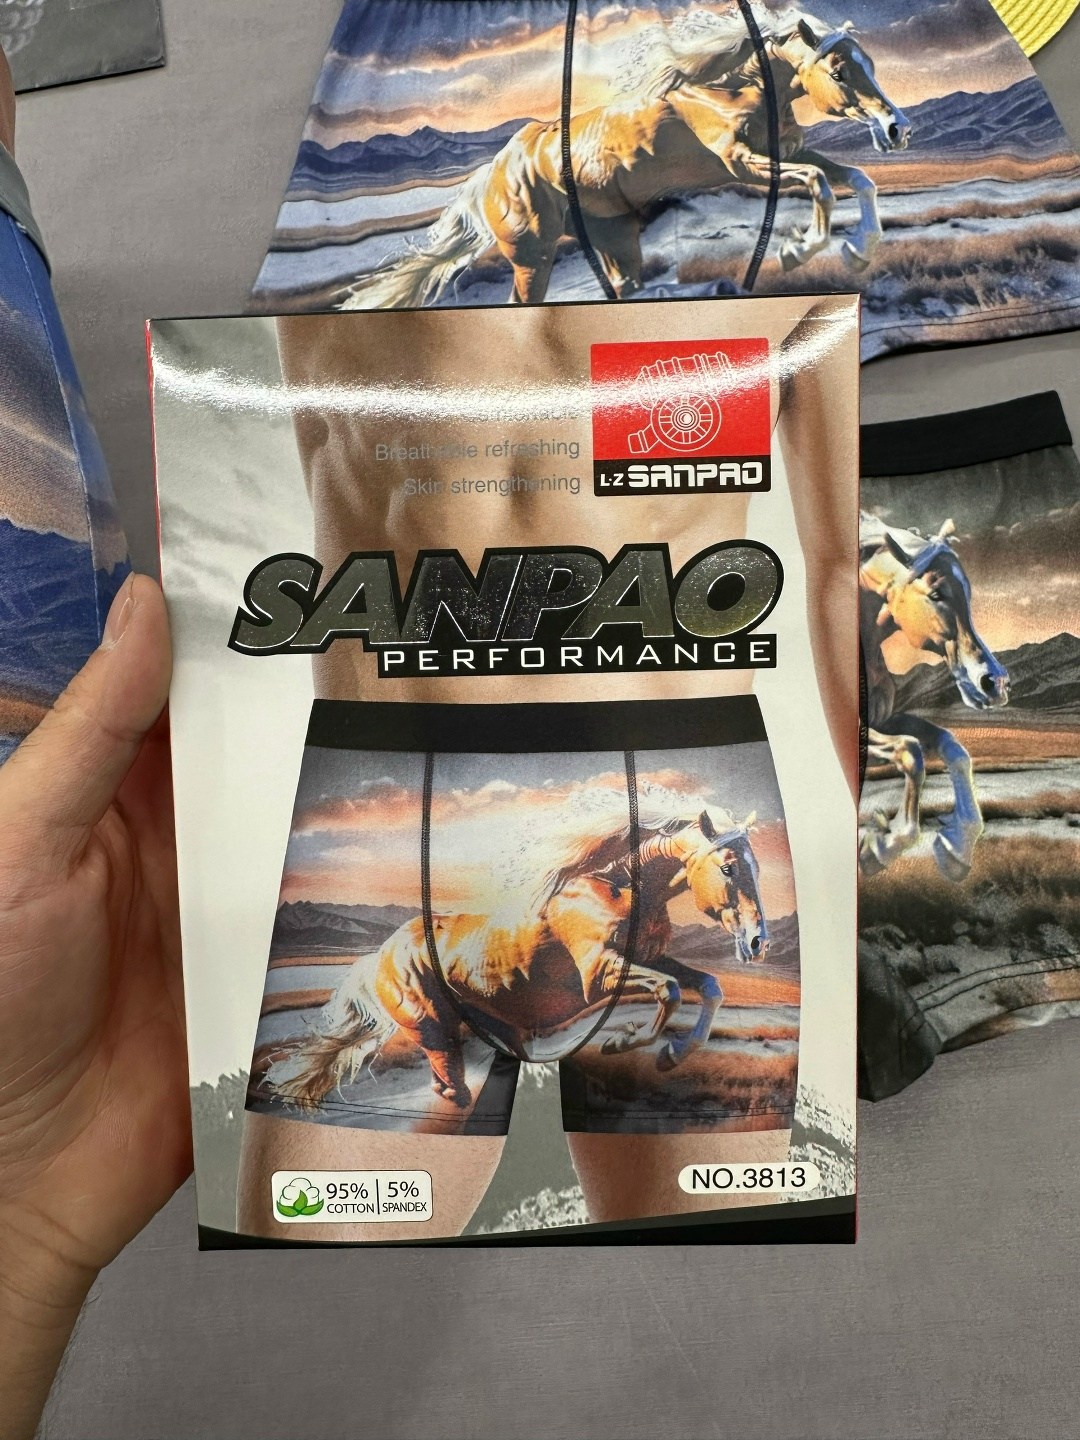 Breathable refreshing
Skin strengthening
L·Z SANPAO
SANPAO
PERFORMANCE
95% COTTON | 5% SPANDEX
NO.3813